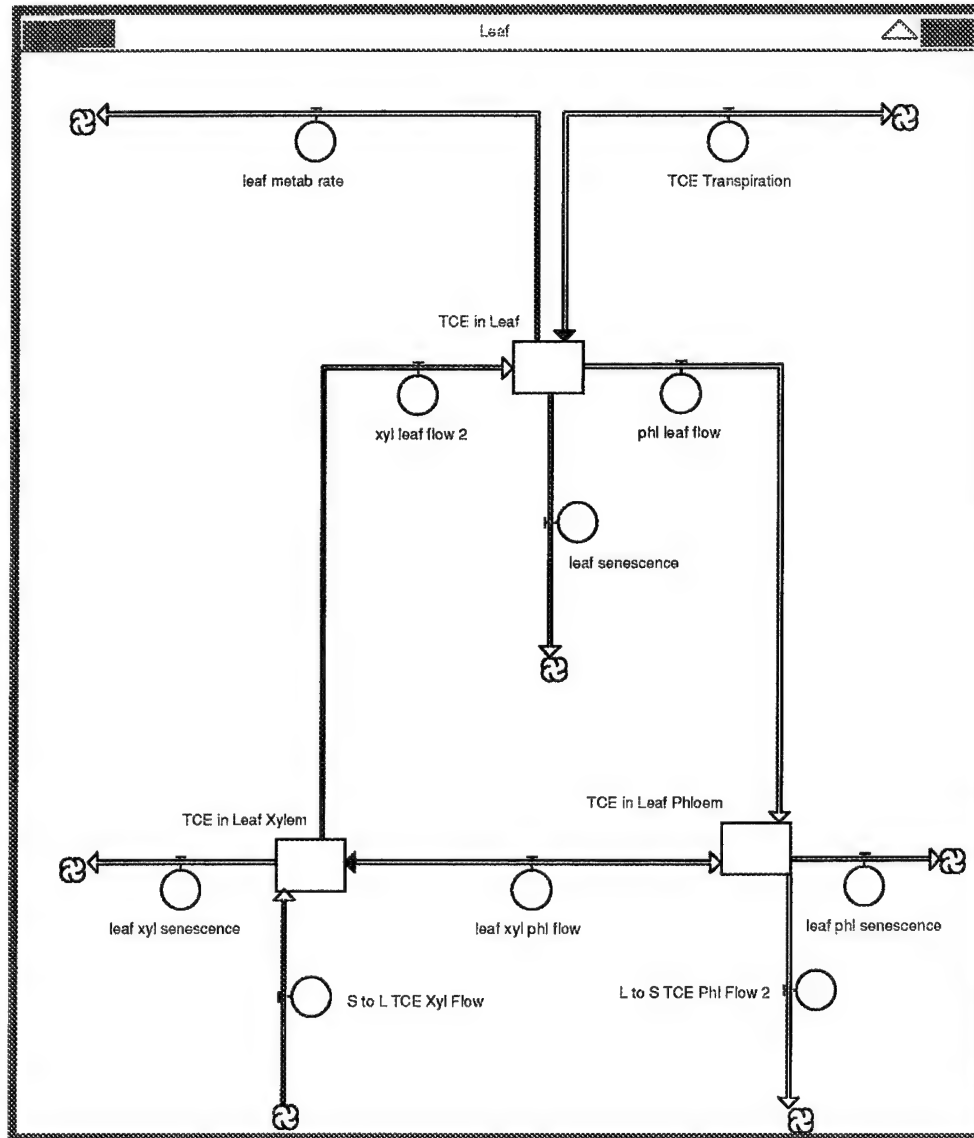 Leaf
leaf metab rate
TCE Transpiration
TCE in Leaf
xyl leaf flow 2
phl leaf flow
leaf senescence
TCE in Leaf Xylem
TCE in Leaf Phloem
leaf xyl senescence
leaf xyl phl flow
leaf phl senescence
S to L TCE Xyl Flow
L to S TCE Phl Flow 2